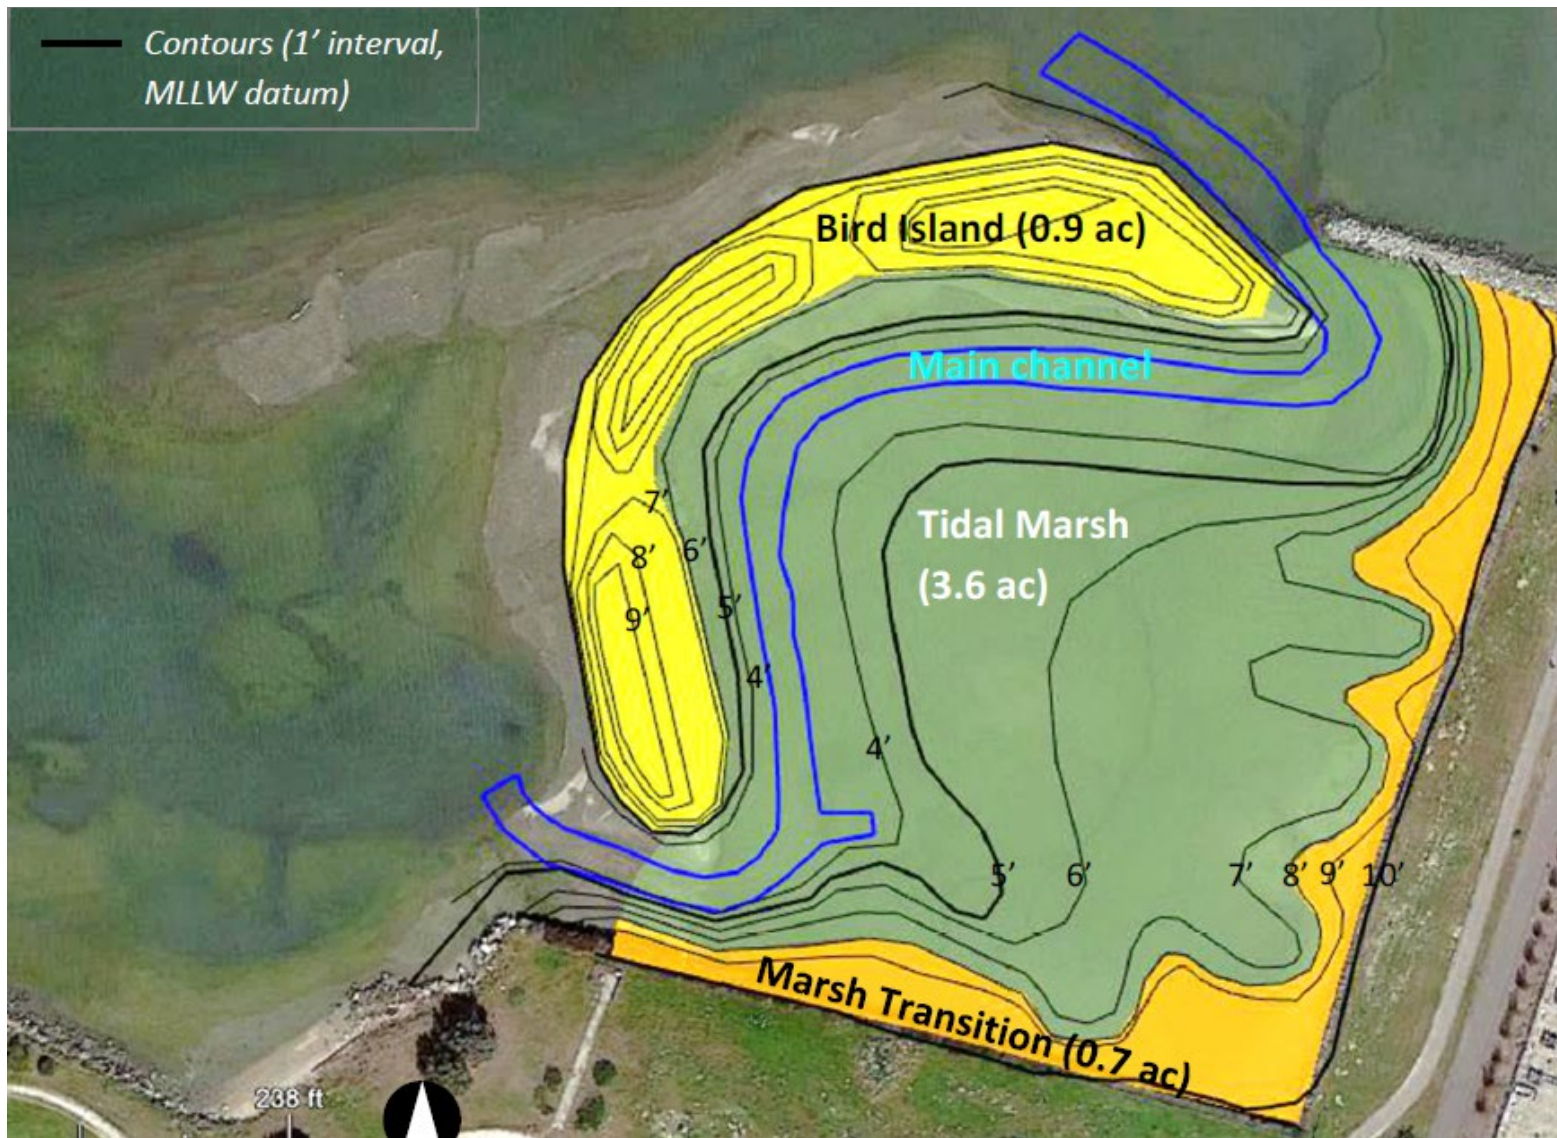 Contours (1’ interval,
MLLW datum)
Bird Island (0.9 ac)
Main channel
7’
Tidal Marsh
8’
6’
(3.6 ac)
9’
5’
4’
4’
5’
6’
7’
8’
9’
10’
Marsh Transition (0.7 ac)
238 ft